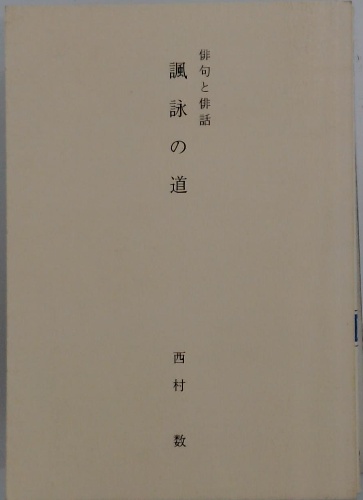 俳句と俳話
諷詠の道
西村 数